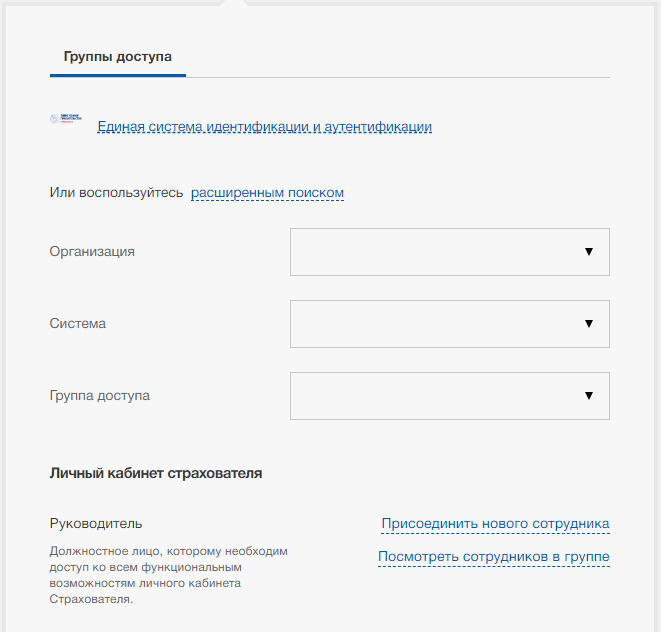 Группы доступа
Единая система идентификации и аутентификации
Или воспользуйтесь расширенным поиском
Организация
Система
Группа доступа
Личный кабинет страхователя
Руководитель
Присоединить нового сотрудника
Должностное лицо, которому необходим
доступ ко всем функциональным
возможностям личного кабинета
Страхователя.
Посмотреть сотрудников в группе